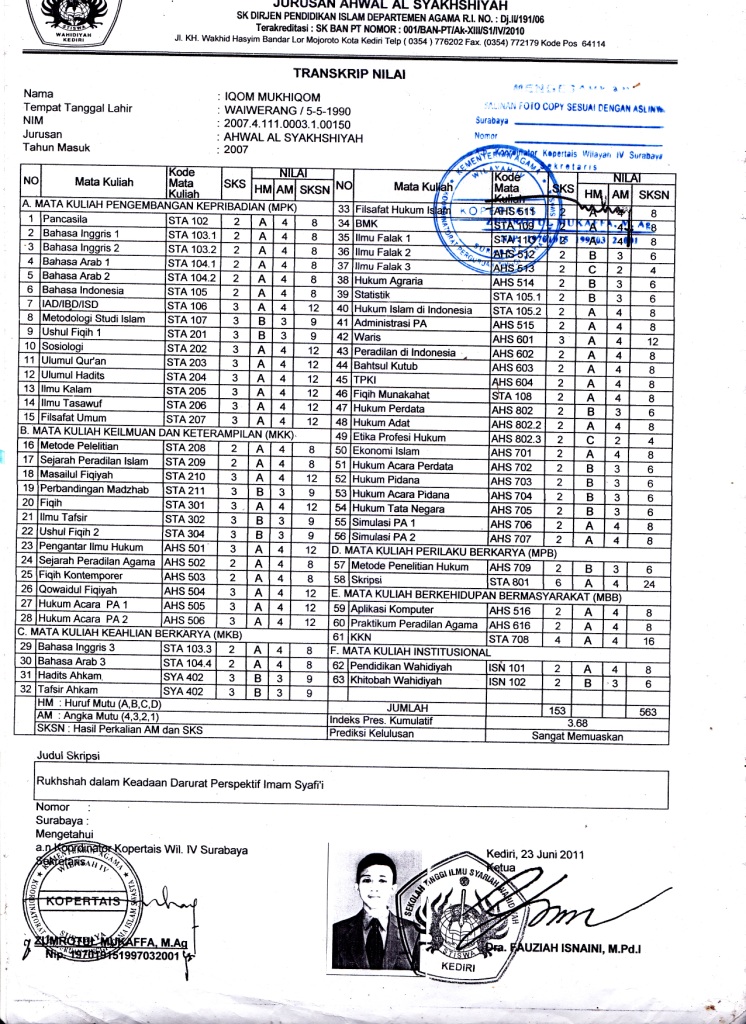 JURUSAN AHWAL AL SYAKHSHIYAH
SK DIRJEN PENDIDIKAN ISLAM DEPARTEMEN AGAMA R.I. NO. : Dj.II/191/06
Terakreditasi : SK BAN PT NOMOR : 001/BAN-PT/Ak-XIII/S1/IV/2010
Jl. KH. Wakhid Hasyim Bandar Lor Mojoroto Kota Kediri Telp ( 0354 ) 776202 Fax. (0354) 772179 Kode Pos 64114
STISWA
WAHIDIYAH
KEDIRI
TRANSKRIP NILAI
Nama : IQOM MUKHIQOM
Tempat Tanggal Lahir : WAIWERANG / 5-5-1990
NIM : 2007.4.111.0003.1.00150
Jurusan : AHWAL AL SYAKHSHIYAH
Tahun Masuk : 2007
SALINAN FOTO COPY SESUAI DENGAN ASLINYA
Surabaya
Nomor
Koordinator Kopertais Wilayah IV Surabaya
Sekretaris
NO Mata Kuliah Kode Mata Kuliah SKS NILAI HM AM SKSN
A. MATA KULIAH PENGEMBANGAN KEPRIBADIAN (MPK)
1 Pancasila STA 102 2 A 4 8
2 Bahasa Inggris 1 STA 103.1 2 A 4 8
3 Bahasa Inggris 2 STA 103.2 2 A 4 8
4 Bahasa Arab 1 STA 104.1 2 A 4 8
5 Bahasa Arab 2 STA 104.2 2 A 4 8
6 Bahasa Indonesia STA 105 2 A 4 8
7 IAD/IBD/ISD STA 106 3 A 4 12
8 Metodologi Studi Islam STA 107 3 B 3 9
9 Ushul Fiqih 1 STA 201 3 B 3 9
10 Sosiologi STA 202 3 A 4 12
11 Ulumul Qur'an STA 203 3 A 4 12
12 Ulumul Hadits STA 204 3 A 4 12
13 Ilmu Kalam STA 205 3 A 4 12
14 Ilmu Tasawuf STA 206 3 A 4 12
15 Filsafat Umum STA 207 3 A 4 12
B. MATA KULIAH KEILMUAN DAN KETERAMPILAN (MKK)
16 Metode Pelelitian STA 208 2 A 4 8
17 Sejarah Peradilan Islam STA 209 2 A 4 8
18 Masailul Fiqiyah STA 210 3 A 4 12
19 Perbandingan Madzhab STA 211 3 B 3 9
20 Fiqih STA 301 3 A 4 12
21 Ilmu Tafsir STA 302 3 B 3 9
22 Ushul Fiqih 2 STA 304 3 B 3 9
23 Pengantar Ilmu Hukum AHS 501 3 A 4 12
24 Sejarah Peradilan Agama AHS 502 2 A 4 8
25 Fiqih Kontemporer AHS 503 2 A 4 8
26 Qowaidul Fiqiyah AHS 504 3 A 4 12
27 Hukum Acara PA 1 AHS 505 3 A 4 12
28 Hukum Acara PA 2 AHS 506 3 A 4 12
C. MATA KULIAH KEAHLIAN BERKARYA (MKB)
29 Bahasa Inggris 3 STA 103.3 2 A 4 8
30 Bahasa Arab 3 STA 104.4 2 A 4 8
31 Hadits Ahkam SYA 402 3 B 3 9
32 Tafsir Ahkam SYA 402 3 B 3 9
HM : Huruf Mutu (A,B,C,D)
AM : Angka Mutu (4,3,2,1)
SKSN : Hasil Perkalian AM dan SKS
NO Mata Kuliah Kode Mata Kuliah SKS NILAI HM AM SKSN
33 Filsafat Hukum Islam AHS 511 2 A 4 8
34 BMK STA 109 2 A 4 8
35 Ilmu Falak 1 STA 110 2 A 4 8
36 Ilmu Falak 2 AHS 512 2 B 3 6
37 Ilmu Falak 3 AHS 513 2 C 2 4
38 Hukum Agraria AHS 514 2 B 3 6
39 Statistik STA 105.1 2 B 3 6
40 Hukum Islam di Indonesia STA 105.2 2 A 4 8
41 Administrasi PA AHS 515 2 A 4 8
42 Waris AHS 601 3 A 4 12
43 Peradilan di Indonesia AHS 602 2 A 4 8
44 Bahtsul Kutub AHS 603 2 A 4 8
45 TPKI AHS 604 2 A 4 8
46 Fiqih Munakahat STA 108 2 A 4 8
47 Hukum Perdata AHS 802 2 B 3 6
48 Hukum Adat AHS 802.2 2 A 4 8
49 Etika Profesi Hukum AHS 802.3 2 C 2 4
50 Ekonomi Islam AHS 701 2 A 4 8
51 Hukum Acara Perdata AHS 702 2 B 3 6
52 Hukum Pidana AHS 703 2 B 3 6
53 Hukum Acara Pidana AHS 704 2 B 3 6
54 Hukum Tata Negara AHS 705 2 B 3 6
55 Simulasi PA 1 AHS 706 2 A 4 8
56 Simulasi PA 2 AHS 707 2 A 4 8
D. MATA KULIAH PERILAKU BERKARYA (MPB)
57 Metode Penelitian Hukum AHS 709 2 B 3 6
58 Skripsi STA 801 6 A 4 24
E. MATA KULIAH BERKEHIDUPAN BERMASYARAKAT (MBB)
59 Aplikasi Komputer AHS 516 2 A 4 8
60 Praktikum Peradilan Agama AHS 616 2 A 4 8
61 KKN STA 708 4 A 4 16
F. MATA KULIAH INSTITUSIONAL
62 Pendidikan Wahidiyah ISN 101 2 A 4 8
63 Khitobah Wahidiyah ISN 102 2 B 3 6
JUMLAH 153 563
Indeks Pres. Kumulatif 3.68
Prediksi Kelulusan Sangat Memuaskan
Judul Skripsi
Rukhshah dalam Keadaan Darurat Perspektif Imam Syafi'i
Nomor :
Surabaya :
Mengetahui
a.n Koordinator Kopertais Wil. IV Surabaya
Sekretaris
KOPERTAIS
ZUMROTUL MUKAFFA, M.Ag
Nip. 197018151997032001
Kediri, 23 Juni 2011
Ketua
SEKOLAH TINGGI ILMU SYARIAH WAHIDIYAH
STISWA
KEDIRI
Dra. FAUZIAH ISNAINI, M.Pd.I